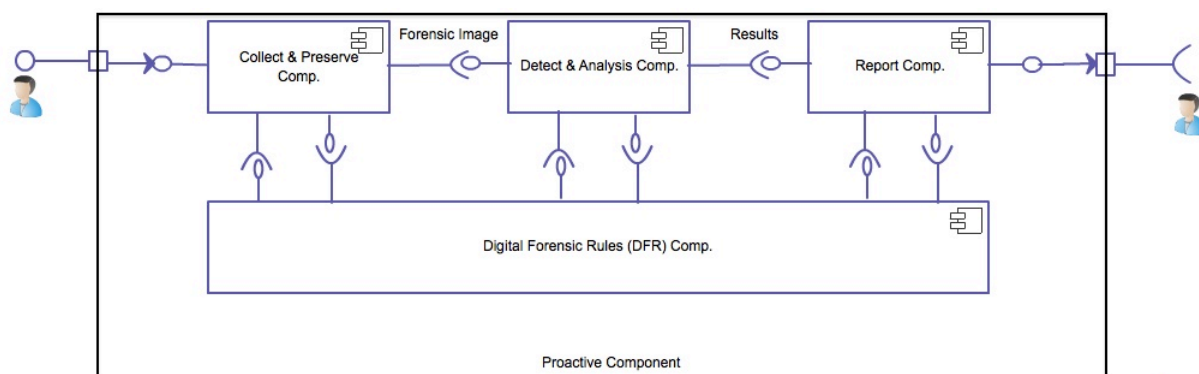 Forensic Image
Results
Collect & Preserve
Comp.
Detect & Analysis Comp.
Report Comp.
Digital Forensic Rules (DFR) Comp.
Proactive Component